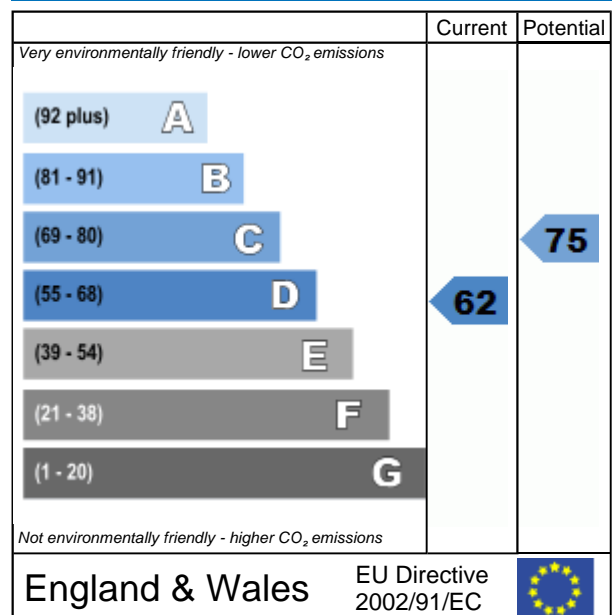 Current Potential
Very environmentally friendly - lower CO₂ emissions
(92 plus) A
(81 - 91) B
(69 - 80) C
75
(55 - 68) D
62
(39 - 54) E
(21 - 38) F
(1 - 20) G
Not environmentally friendly - higher CO₂ emissions
England & Wales
EU Directive
2002/91/EC